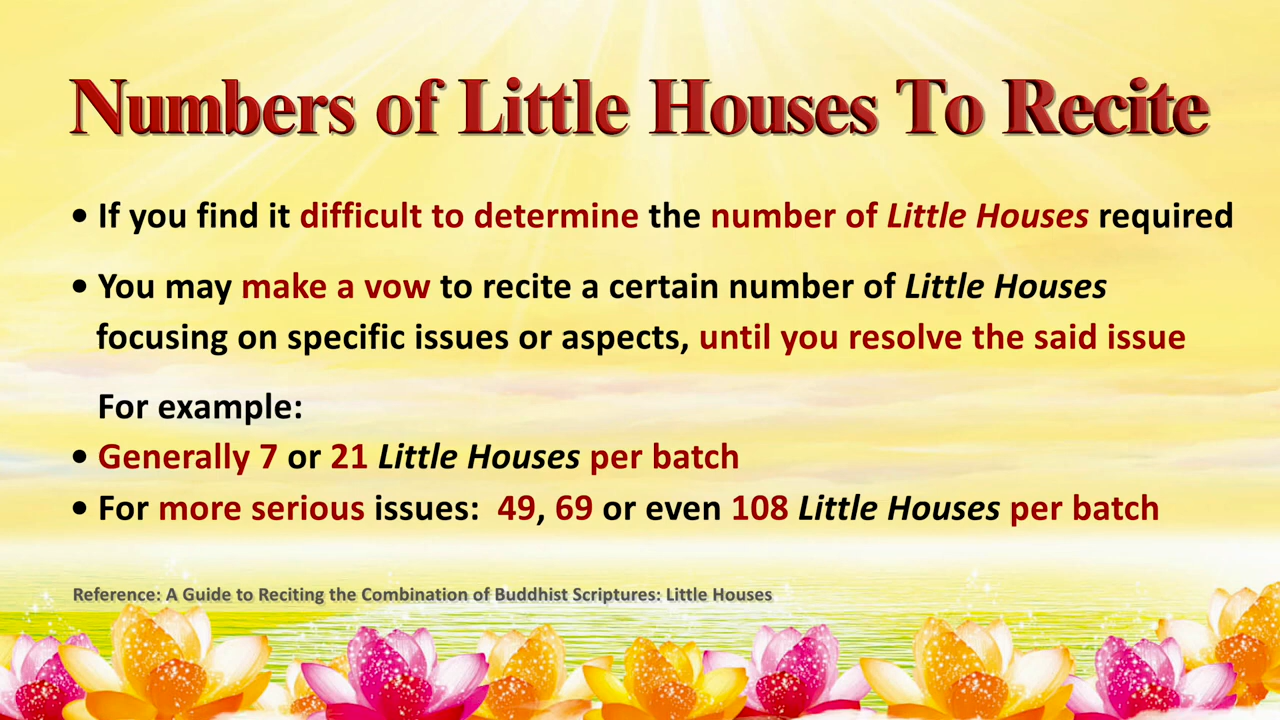 Numbers of Little Houses To Recite
• If you find it difficult to determine the number of Little Houses required
• You may make a vow to recite a certain number of Little Houses
focusing on specific issues or aspects, until you resolve the said issue
For example:
• Generally 7 or 21 Little Houses per batch
• For more serious issues: 49, 69 or even 108 Little Houses per batch
Reference: A Guide to Reciting the Combination of Buddhist Scriptures: Little Houses